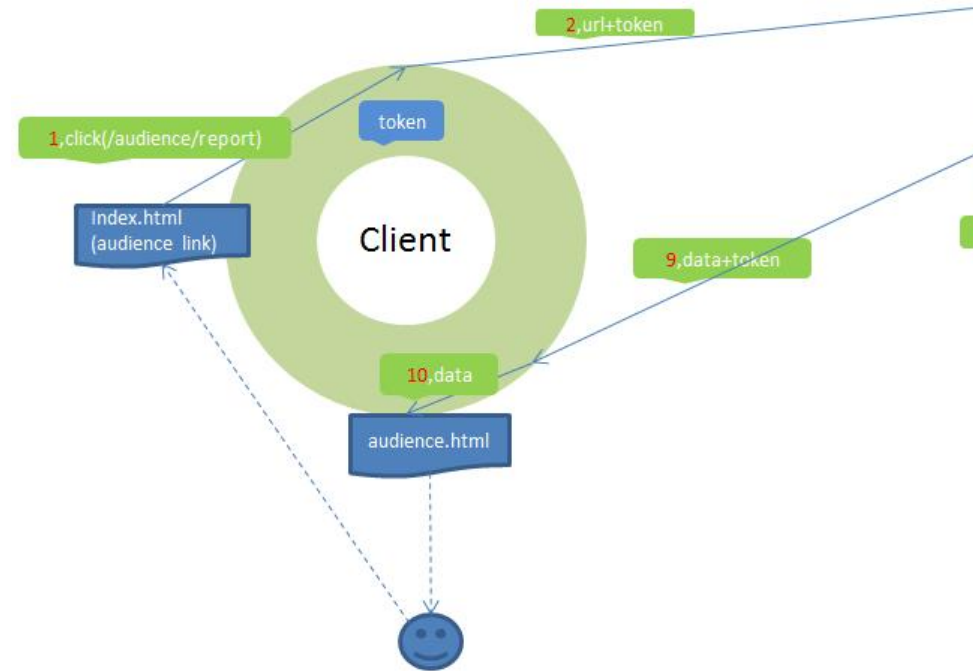 2,url+token
token
1,click(/audience/report)
Index.html
(audience link)
Client
9,data+token
10,data
audience.html